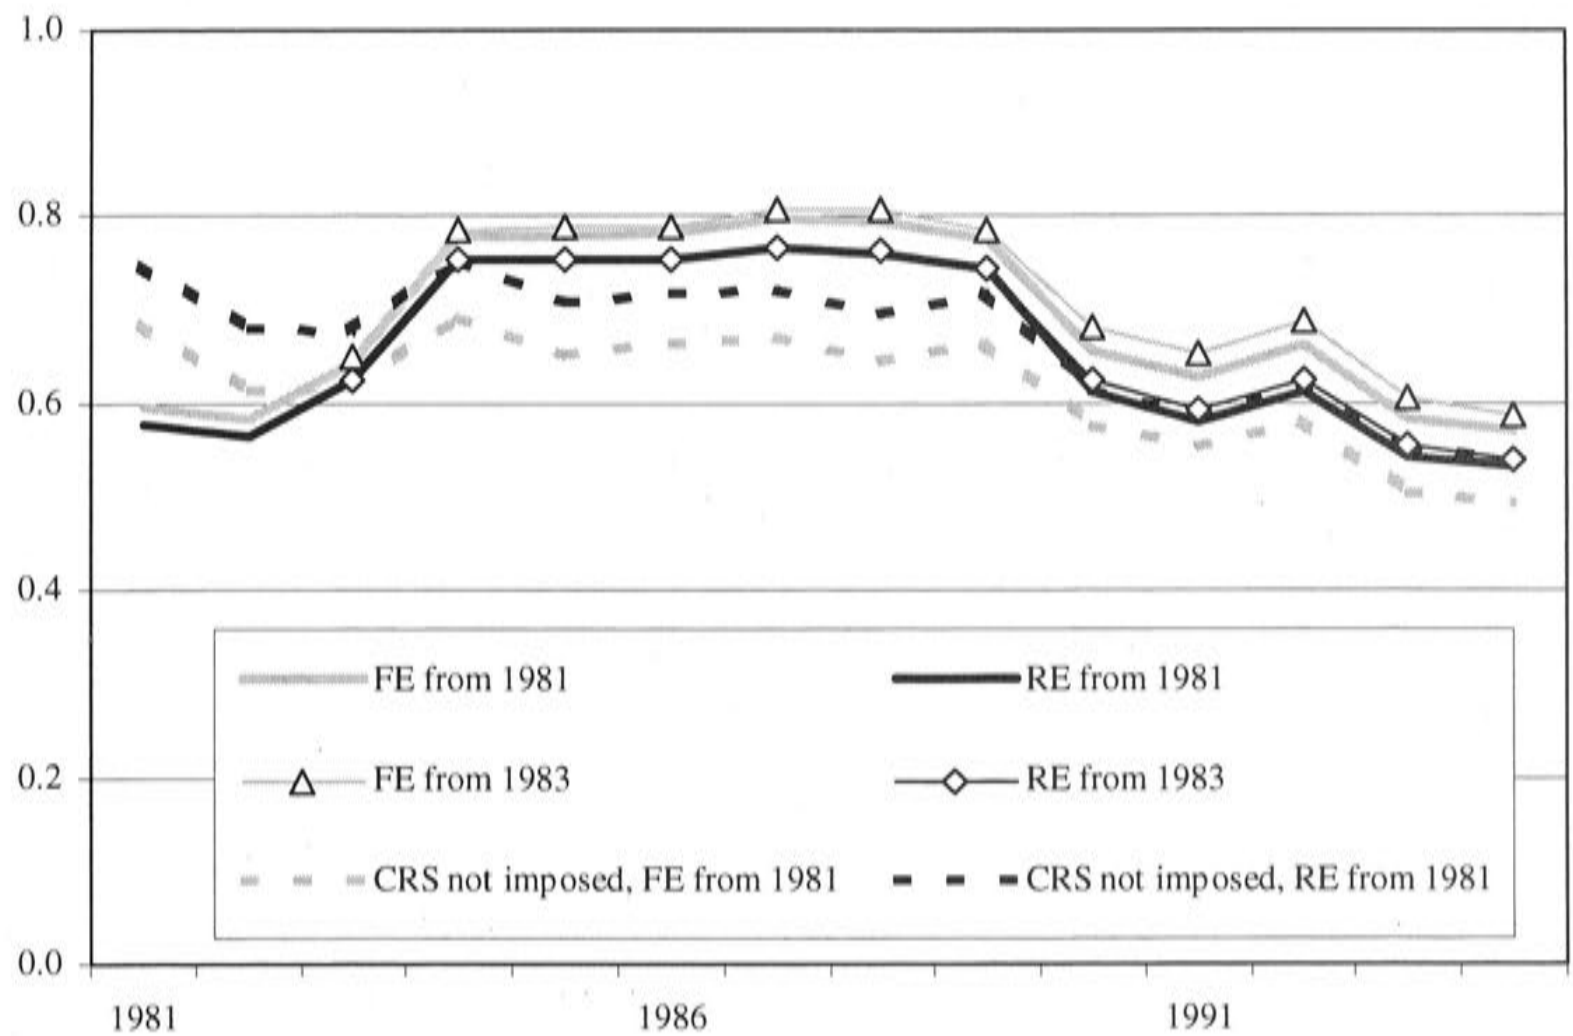 1.0
0.8
0.6
0.4
0.2
0.0
FE from 1981
RE from 1981
FE from 1983
RE from 1983
CRS not imposed, FE from 1981
CRS not imposed, RE from 1981
1981 1986 1991